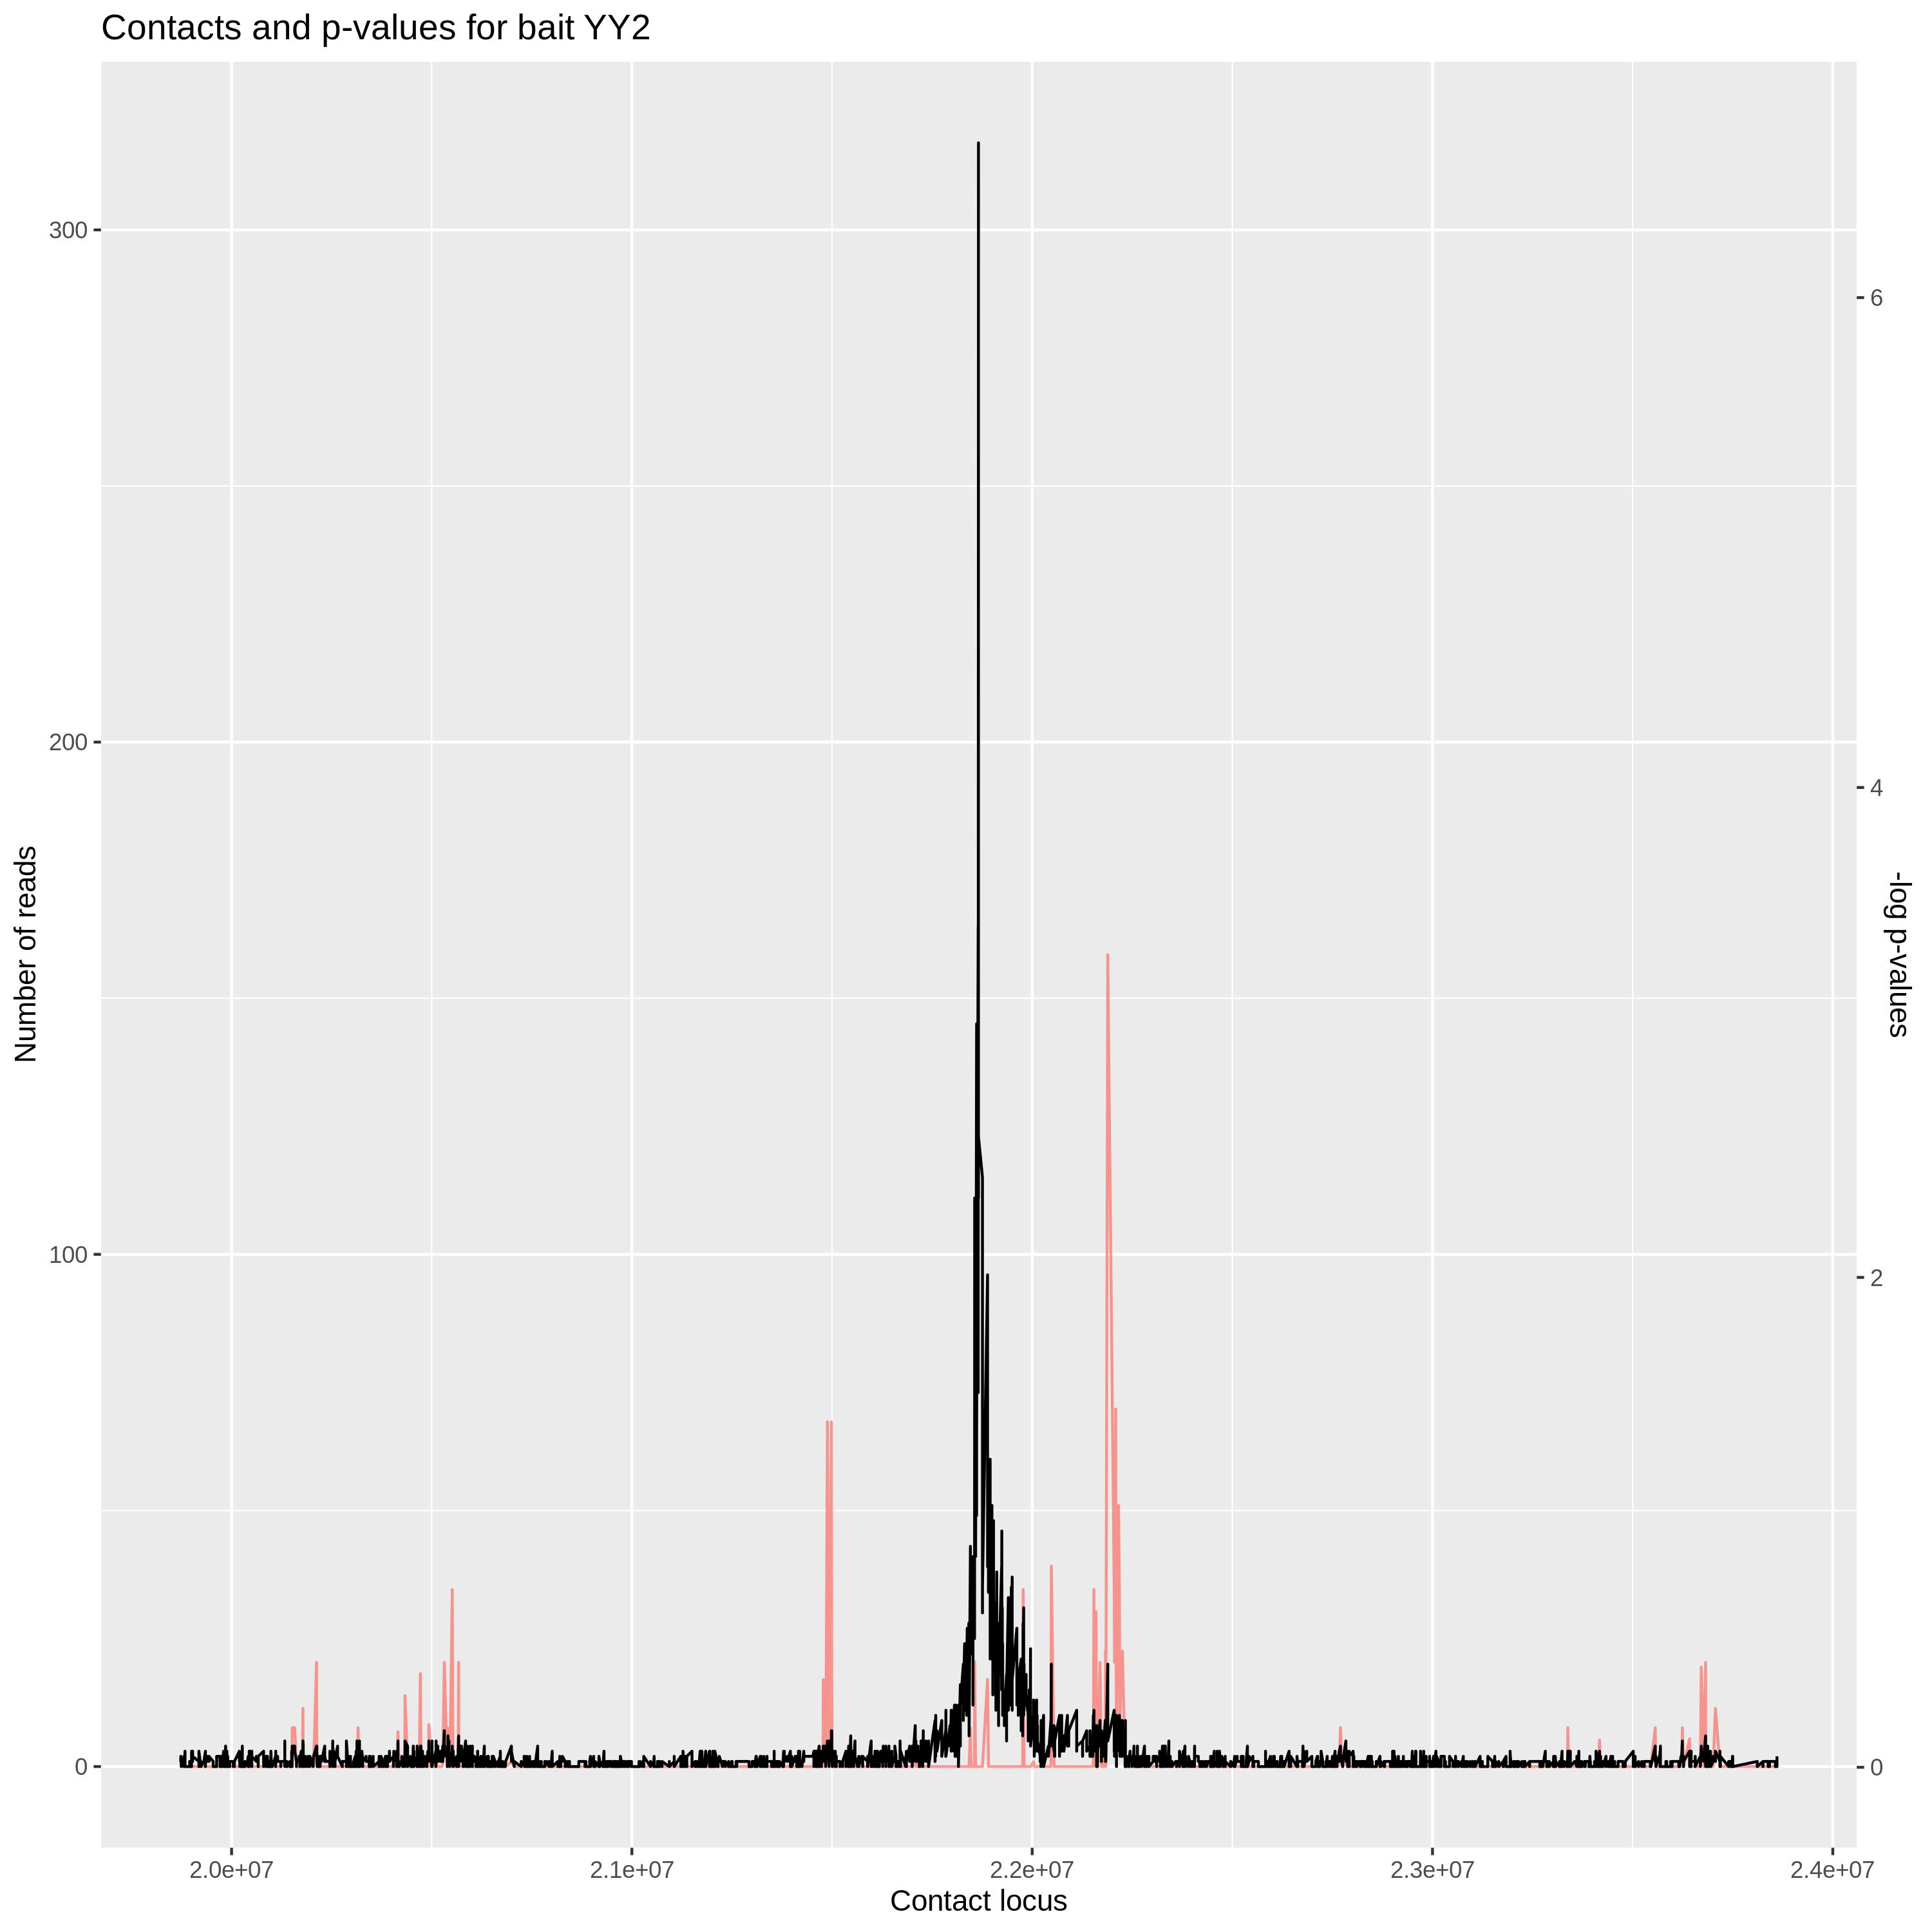 Contacts and p-values for bait YY2
Number of reads
300
200
100
0
6
4
2
0
-log p-values
2.0e+07
2.1e+07
2.2e+07
2.3e+07
2.4e+07
Contact locus